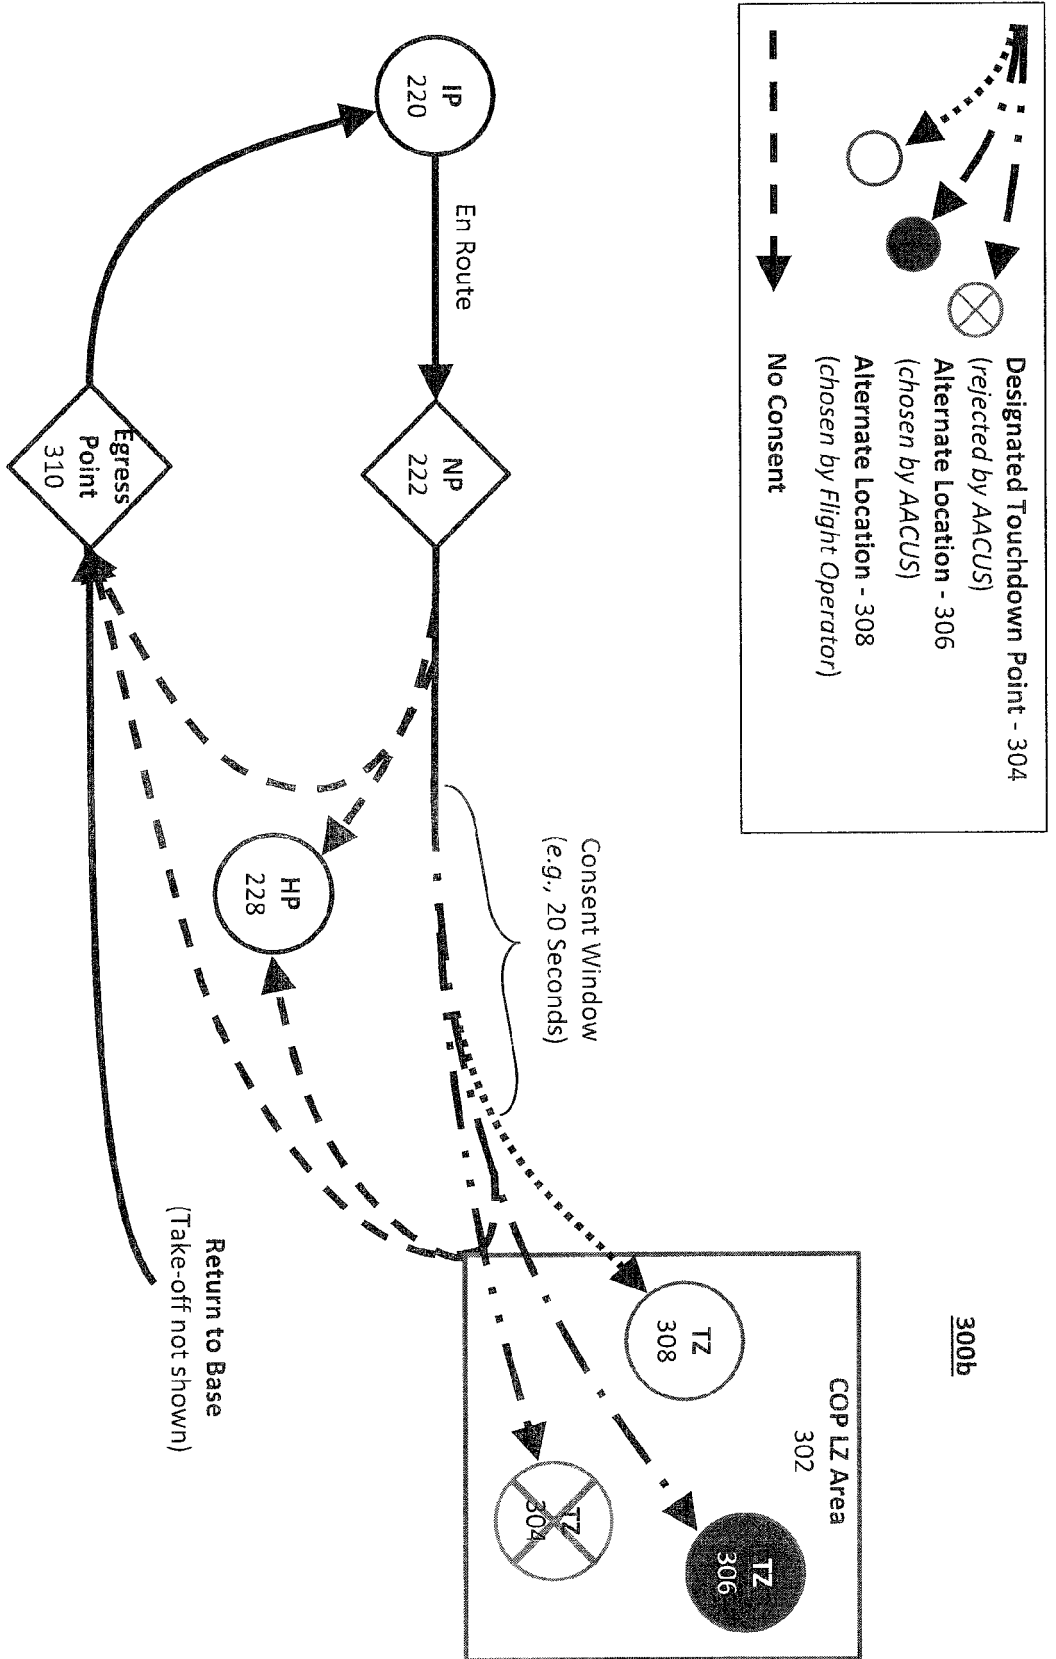 Designated Touchdown Point - 304
(rejected by AACUS)
Alternate Location - 306
(chosen by AACUS)
Alternate Location - 308
(chosen by Flight Operator)
No Consent
300b
COP LZ Area
302
TZ
308
TZ
306
TZ
304
Consent Window
(e.g., 20 Seconds)
IP
220
En Route
NP
222
HP
228
Egress
Point
310
Return to Base
(Take-off not shown)